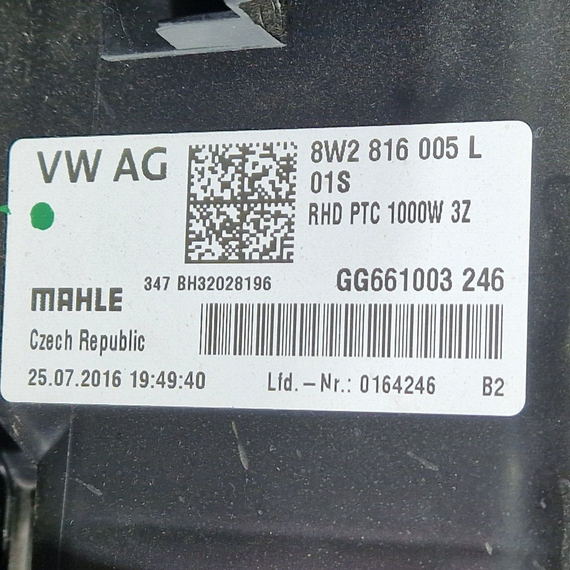 VW AG
8W2 816 005 L
01S
RHD PTC 1000W 3Z
347 BH32028196
GG661003 246
MAHLE
Czech Republic
25.07.2016 19:49:40
Lfd.-Nr.: 0164246
B2